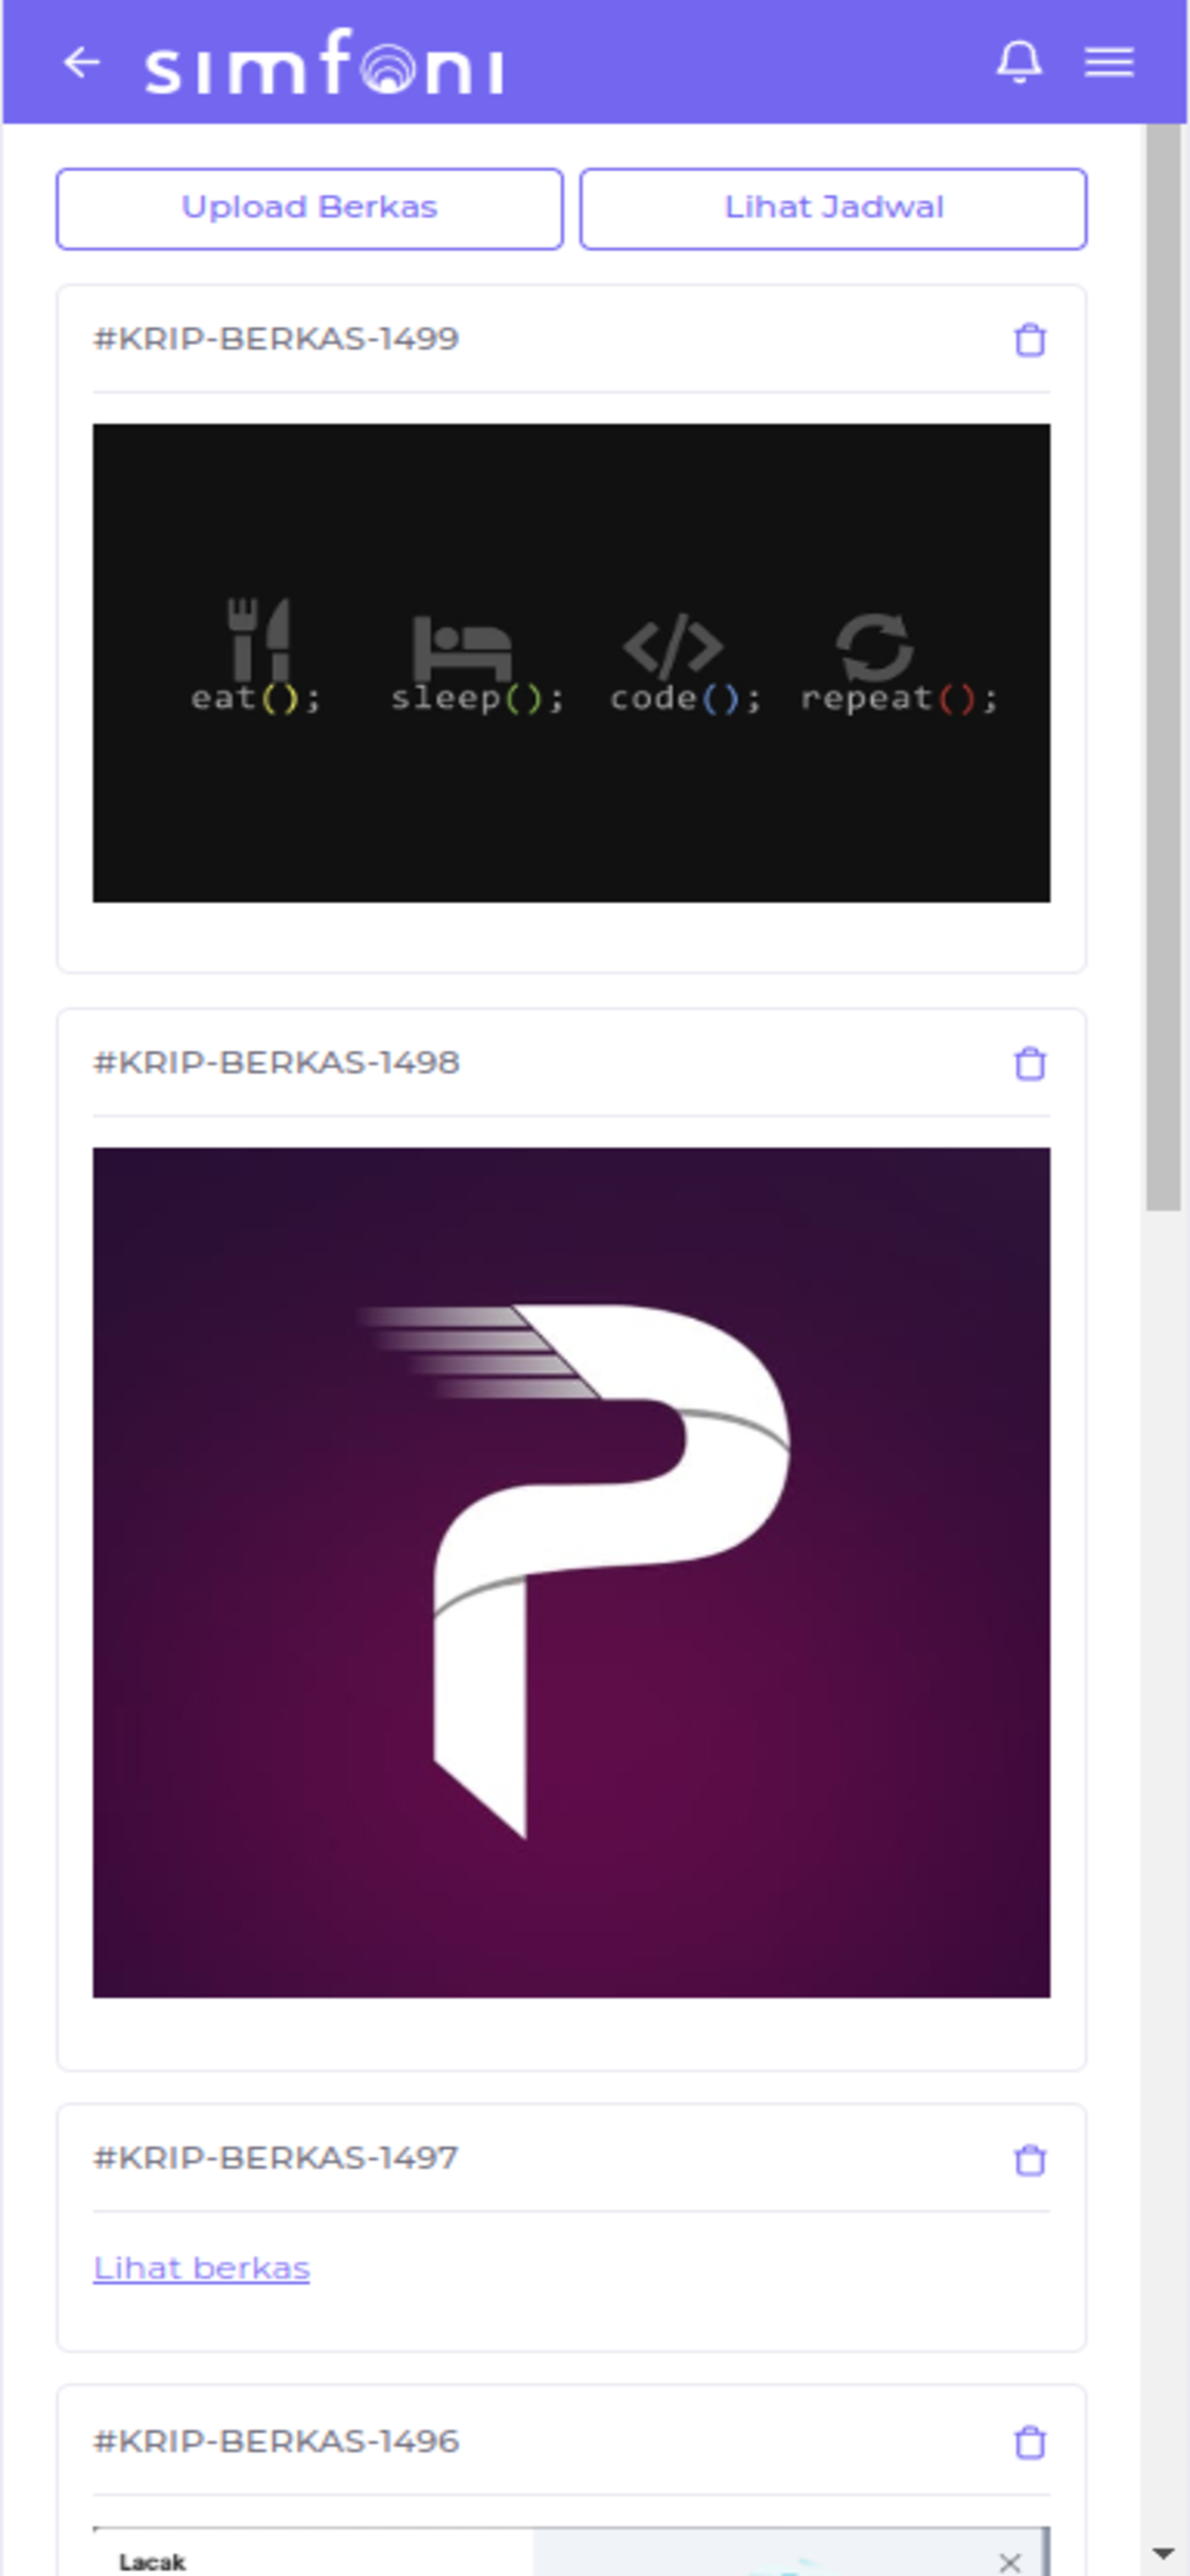 simfoni
Upload Berkas
Lihat Jadwal
#KRIP-BERKAS-1499
eat(); sleep(); code(); repeat();
#KRIP-BERKAS-1498
#KRIP-BERKAS-1497
Lihat berkas
#KRIP-BERKAS-1496
Lacak